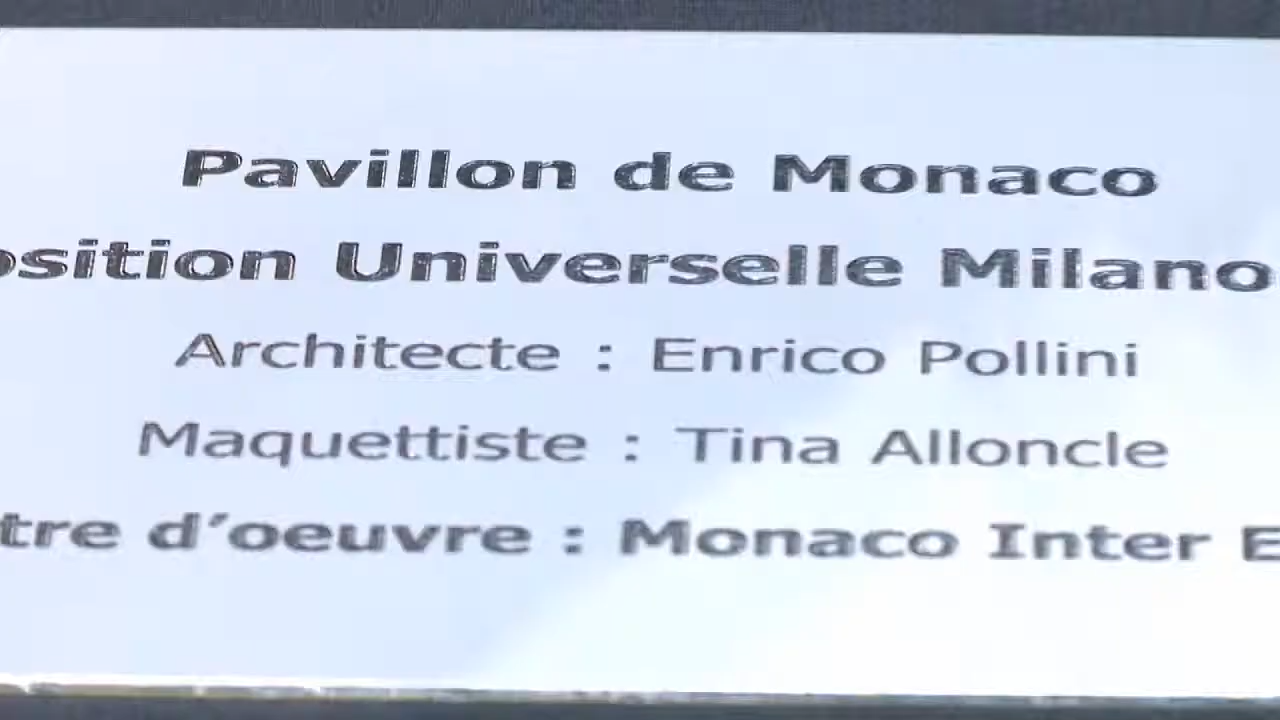 Pavillon de Monaco
osition Universelle Milano
Architecte : Enrico Pollini
Maquettiste : Tina Alloncle
tre d’oeuvre : Monaco Inter E